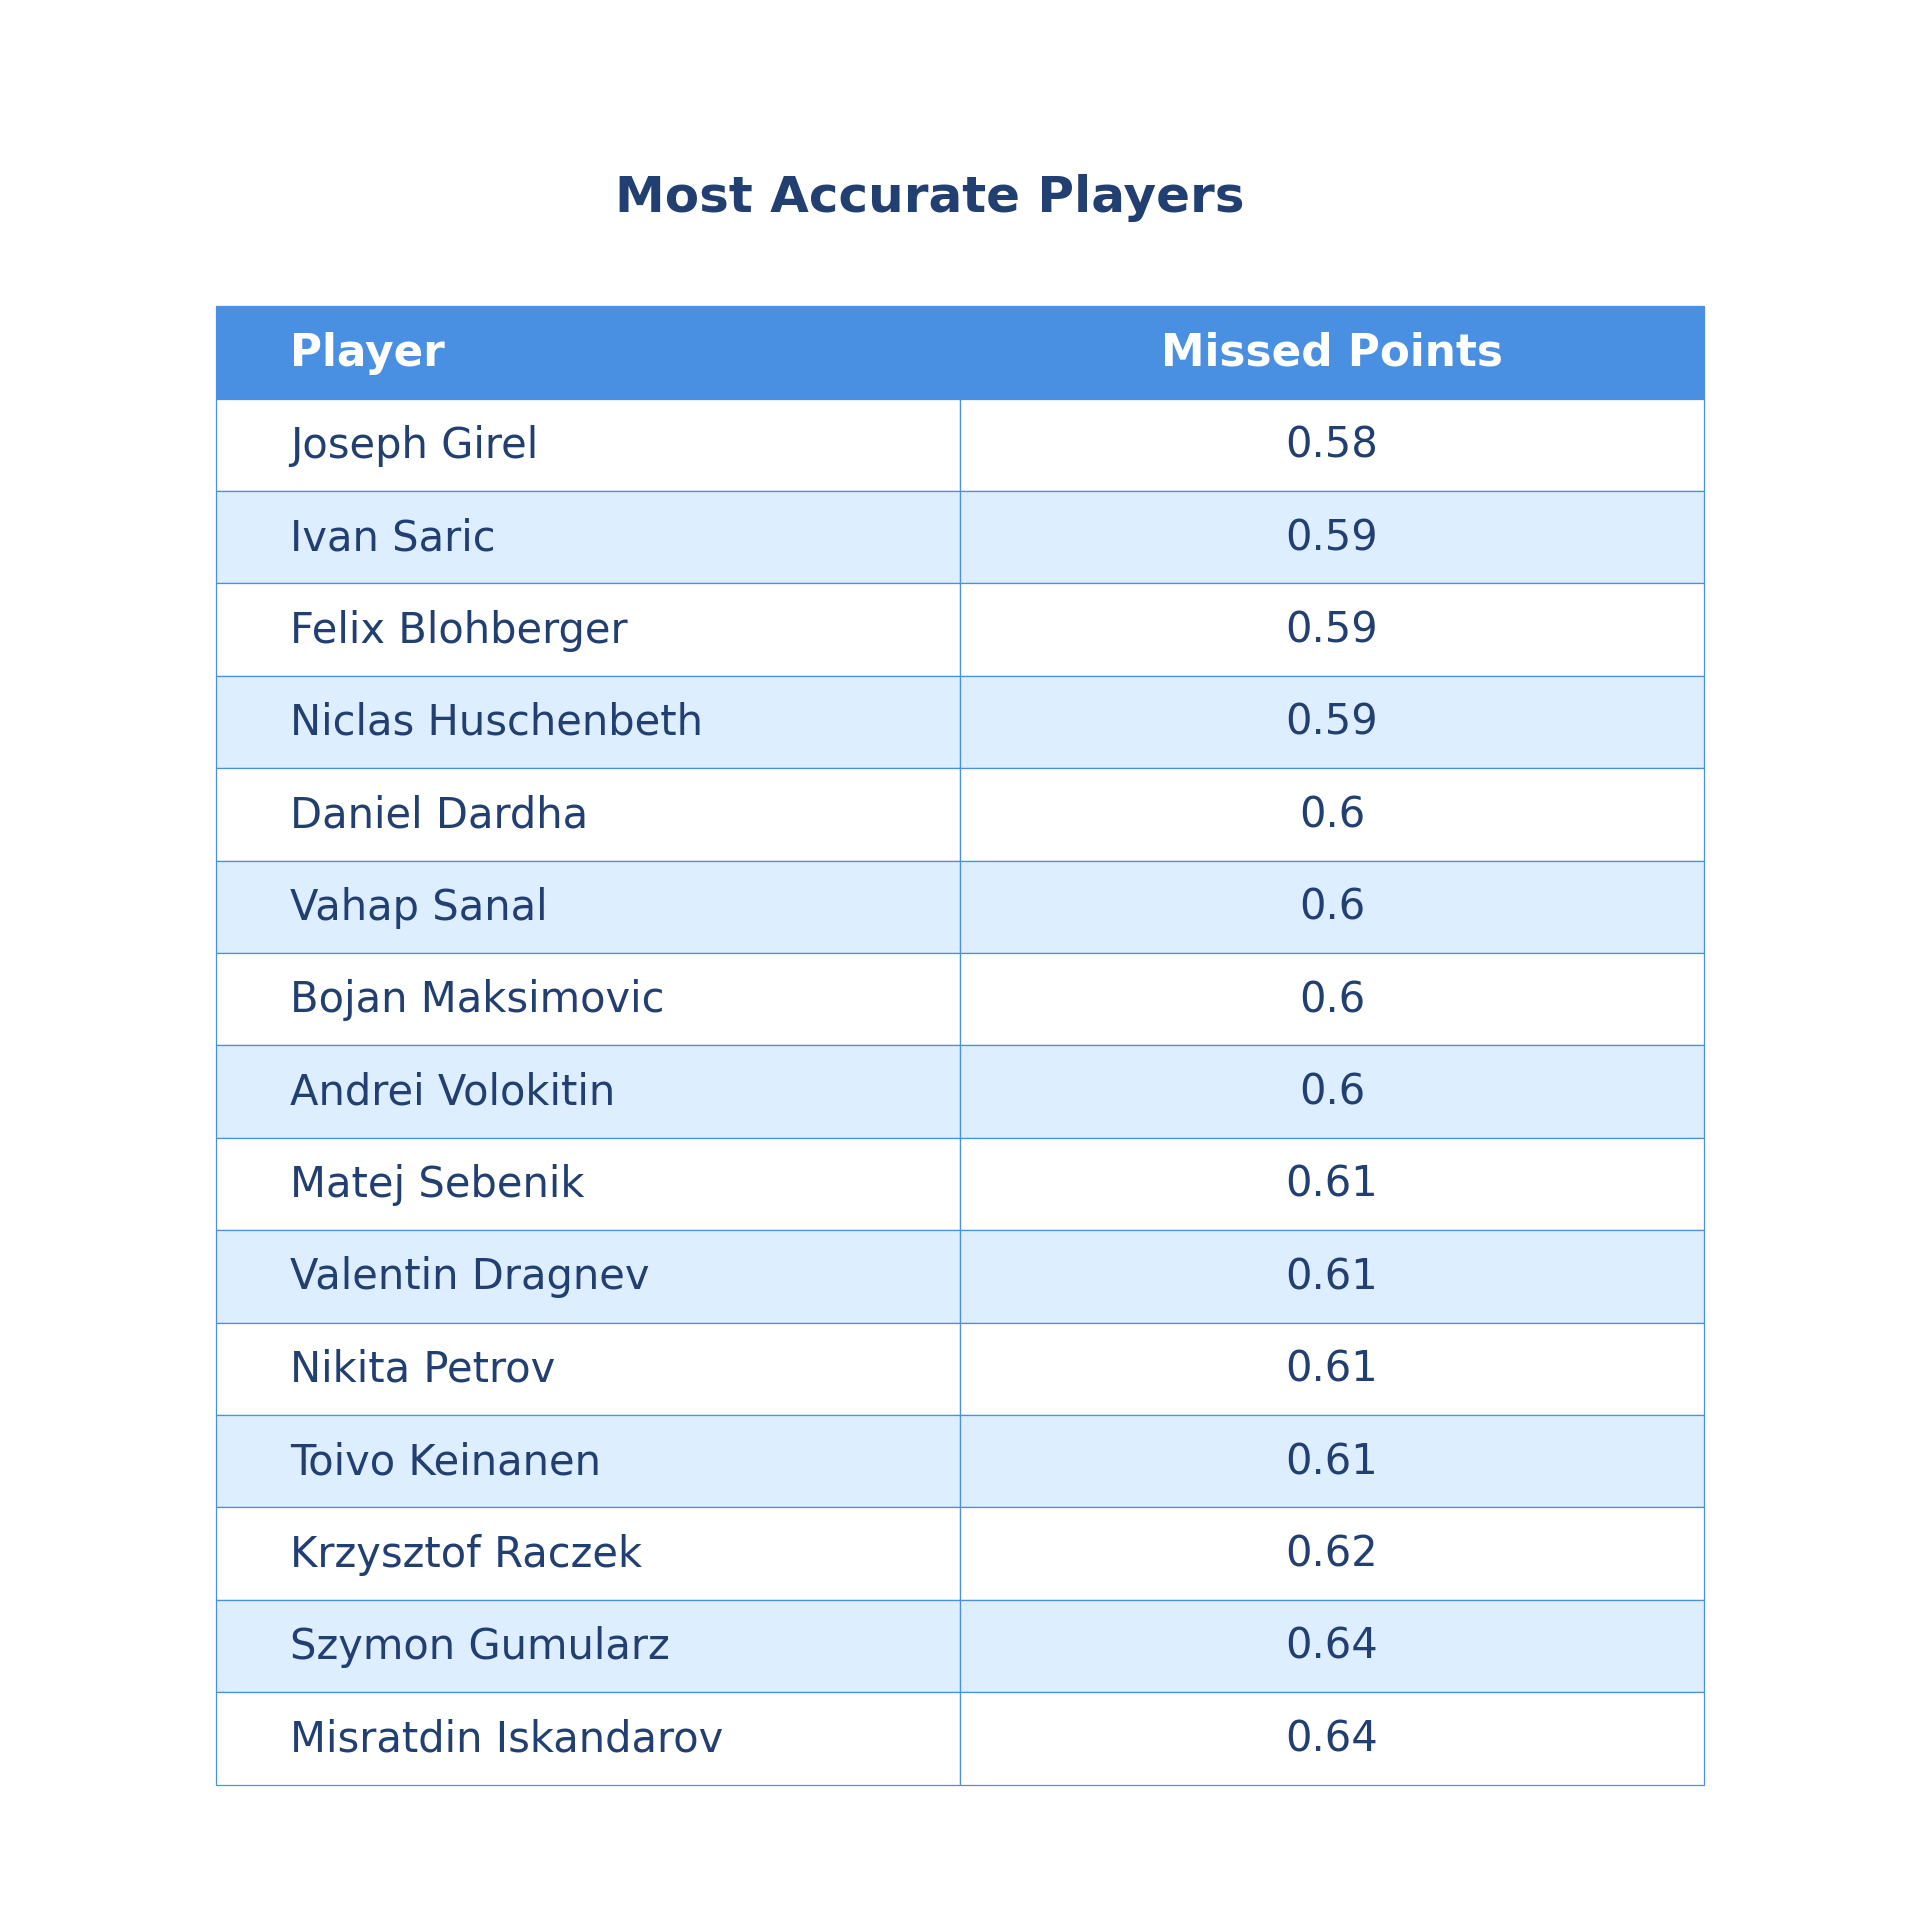 Most Accurate Players
Player Missed Points
Joseph Girel 0.58
Ivan Saric 0.59
Felix Blohberger 0.59
Niclas Huschenbeth 0.59
Daniel Dardha 0.6
Vahap Sanal 0.6
Bojan Maksimovic 0.6
Andrei Volokitin 0.6
Matej Sebenik 0.61
Valentin Dragnev 0.61
Nikita Petrov 0.61
Toivo Keinanen 0.61
Krzysztof Raczek 0.62
Szymon Gumularz 0.64
Misratdin Iskandarov 0.64